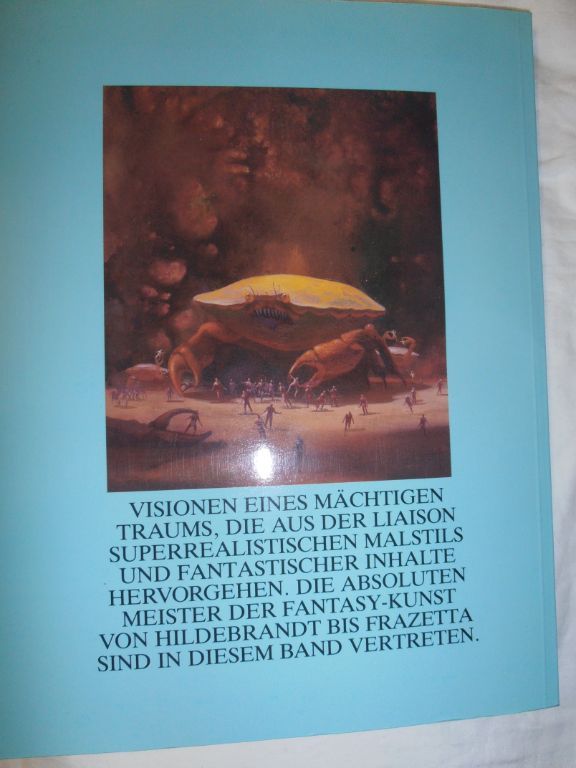 VISIONEN EINES MÄCHTIGEN
TRAUMS, DIE AUS DER LIAISON
SUPERREALISTISCHEN MALSTILS
UND FANTASTISCHER INHALTE
HERVORGEHEN. DIE ABSOLUTEN
MEISTER DER FANTASY-KUNST
VON HILDEBRANDT BIS FRAZETTA
SIND IN DIESEM BAND VERTRETEN.